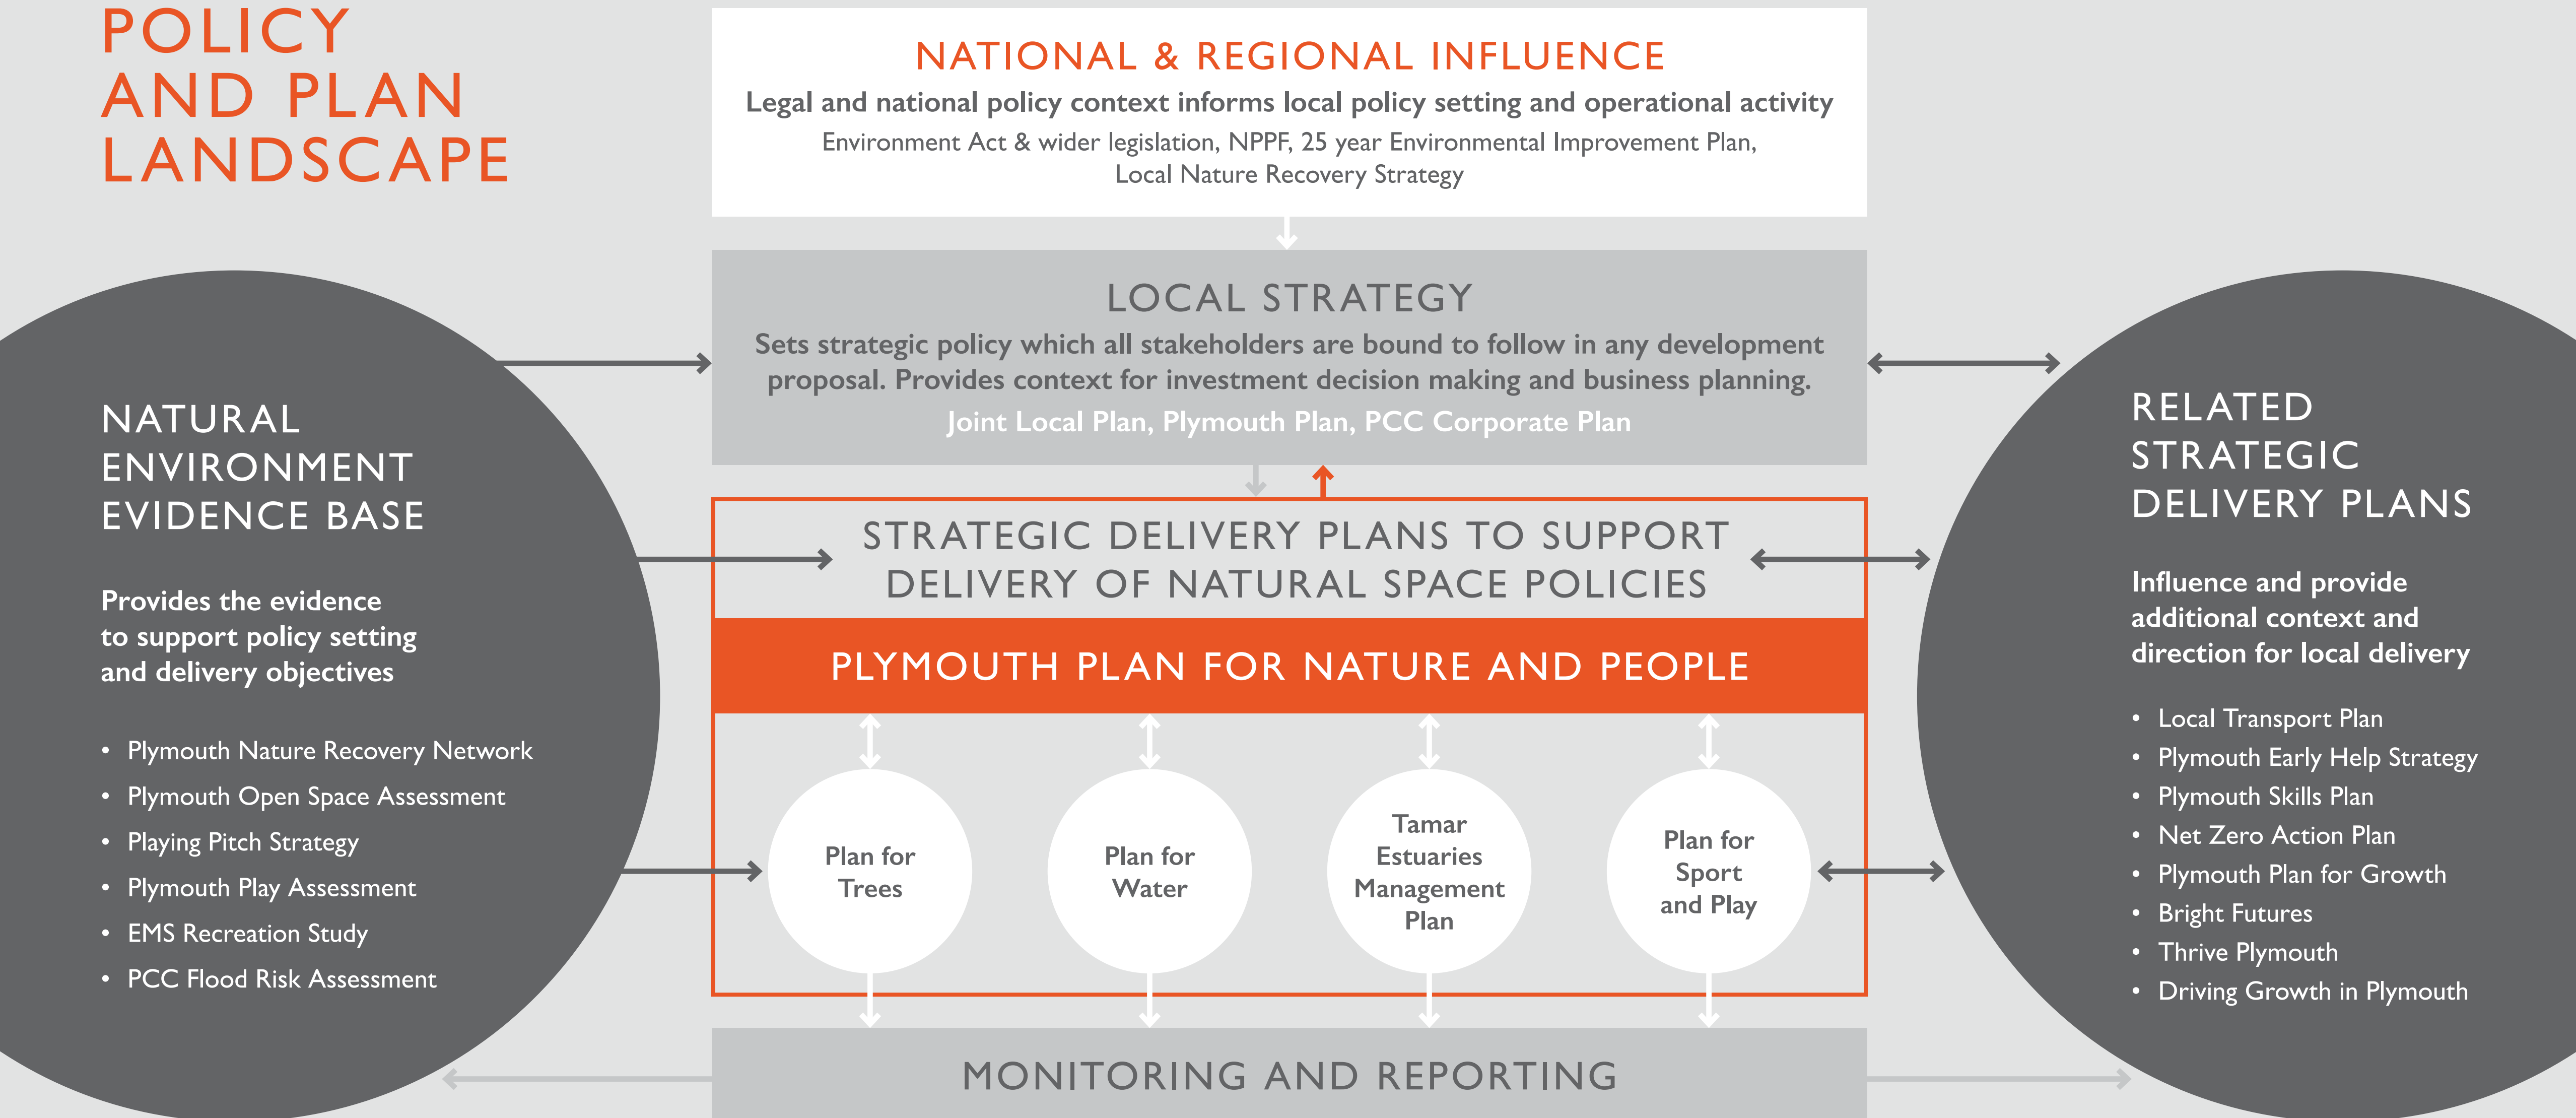 POLICY
AND PLAN
LANDSCAPE
NATIONAL & REGIONAL INFLUENCE
Legal and national policy context informs local policy setting and operational activity
Environment Act & wider legislation, NPPF, 25 year Environmental Improvement Plan,
Local Nature Recovery Strategy
LOCAL STRATEGY
Sets strategic policy which all stakeholders are bound to follow in any development
proposal. Provides context for investment decision making and business planning.
Joint Local Plan, Plymouth Plan, PCC Corporate Plan
NATURAL
ENVIRONMENT
EVIDENCE BASE
Provides the evidence
to support policy setting
and delivery objectives
• Plymouth Nature Recovery Network
• Plymouth Open Space Assessment
• Playing Pitch Strategy
• Plymouth Play Assessment
• EMS Recreation Study
• PCC Flood Risk Assessment
STRATEGIC DELIVERY PLANS TO SUPPORT
DELIVERY OF NATURAL SPACE POLICIES
PLYMOUTH PLAN FOR NATURE AND PEOPLE
Plan for
Trees
Plan for
Water
Tamar
Estuaries
Management
Plan
Plan for
Sport
and Play
RELATED
STRATEGIC
DELIVERY PLANS
Influence and provide
additional context and
direction for local delivery
• Local Transport Plan
• Plymouth Early Help Strategy
• Plymouth Skills Plan
• Net Zero Action Plan
• Plymouth Plan for Growth
• Bright Futures
• Thrive Plymouth
• Driving Growth in Plymouth
MONITORING AND REPORTING